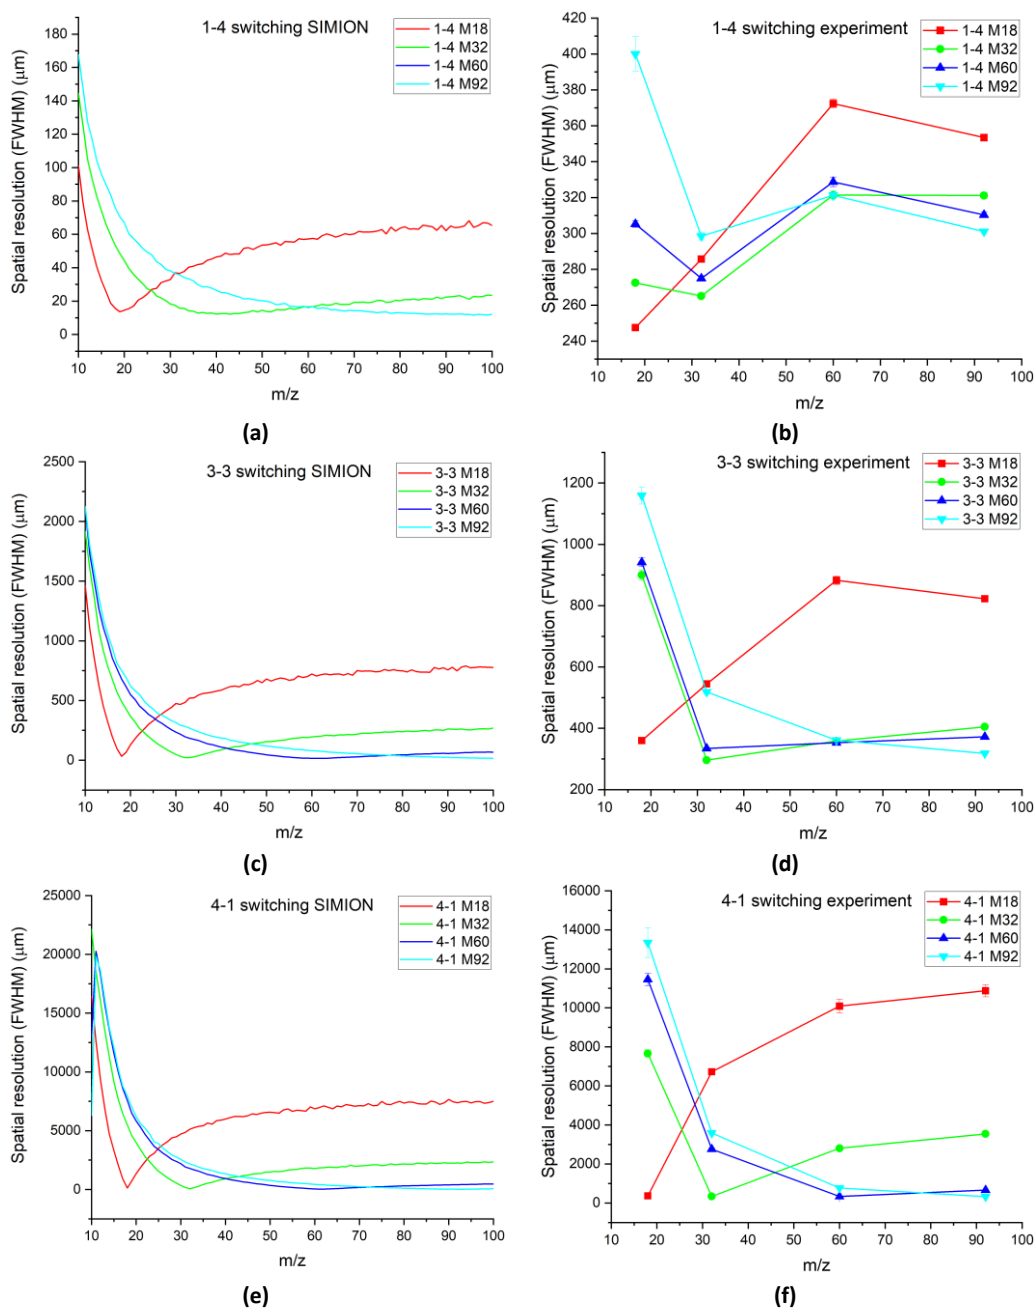 1-4 switching SIMION
1-4 M18
1-4 M32
1-4 M60
1-4 M92
Spatial resolution (FWHM) (μm)
180
160
140
120
100
80
60
40
20
0
10 20 30 40 50 60 70 80 90 100
m/z
(a)
1-4 switching experiment
1-4 M18
1-4 M32
1-4 M60
1-4 M92
Spatial resolution (FWHM) (μm)
420
400
380
360
340
320
300
280
260
240
10 20 30 40 50 60 70 80 90 100
m/z
(b)
3-3 switching SIMION
3-3 M18
3-3 M32
3-3 M60
3-3 M92
Spatial resolution (FWHM) (μm)
2500
2000
1500
1000
500
0
10 20 30 40 50 60 70 80 90 100
m/z
(c)
3-3 switching experiment
3-3 M18
3-3 M32
3-3 M60
3-3 M92
Spatial resolution (FWHM) (μm)
1200
1000
800
600
400
200
10 20 30 40 50 60 70 80 90 100
m/z
(d)
4-1 switching SIMION
4-1 M18
4-1 M32
4-1 M60
4-1 M92
Spatial resolution (FWHM) (μm)
25000
20000
15000
10000
5000
0
10 20 30 40 50 60 70 80 90 100
m/z
(e)
4-1 switching experiment
4-1 M18
4-1 M32
4-1 M60
4-1 M92
Spatial resolution (FWHM) (μm)
16000
14000
12000
10000
8000
6000
4000
2000
0
10 20 30 40 50 60 70 80 90 100
m/z
(f)